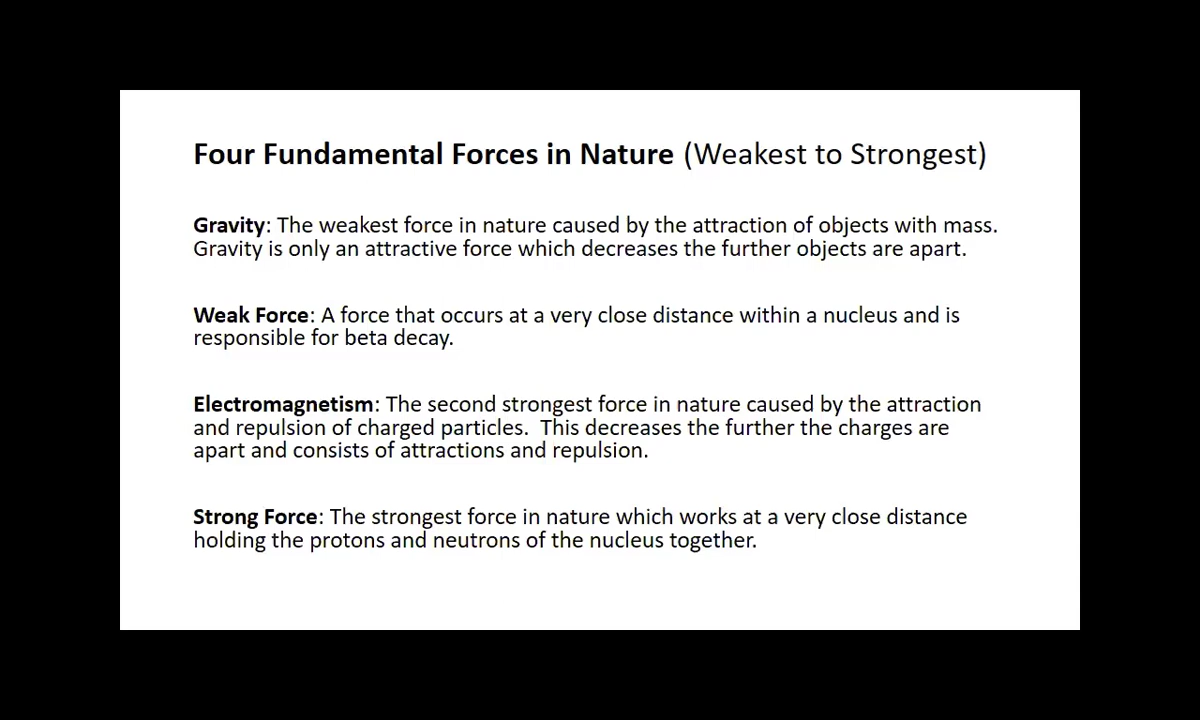 Four Fundamental Forces in Nature (Weakest to Strongest)
Gravity: The weakest force in nature caused by the attraction of objects with mass.
Gravity is only an attractive force which decreases the further objects are apart.
Weak Force: A force that occurs at a very close distance within a nucleus and is
responsible for beta decay.
Electromagnetism: The second strongest force in nature caused by the attraction
and repulsion of charged particles.  This decreases the further the charges are
apart and consists of attractions and repulsion.
Strong Force: The strongest force in nature which works at a very close distance
holding the protons and neutrons of the nucleus together.